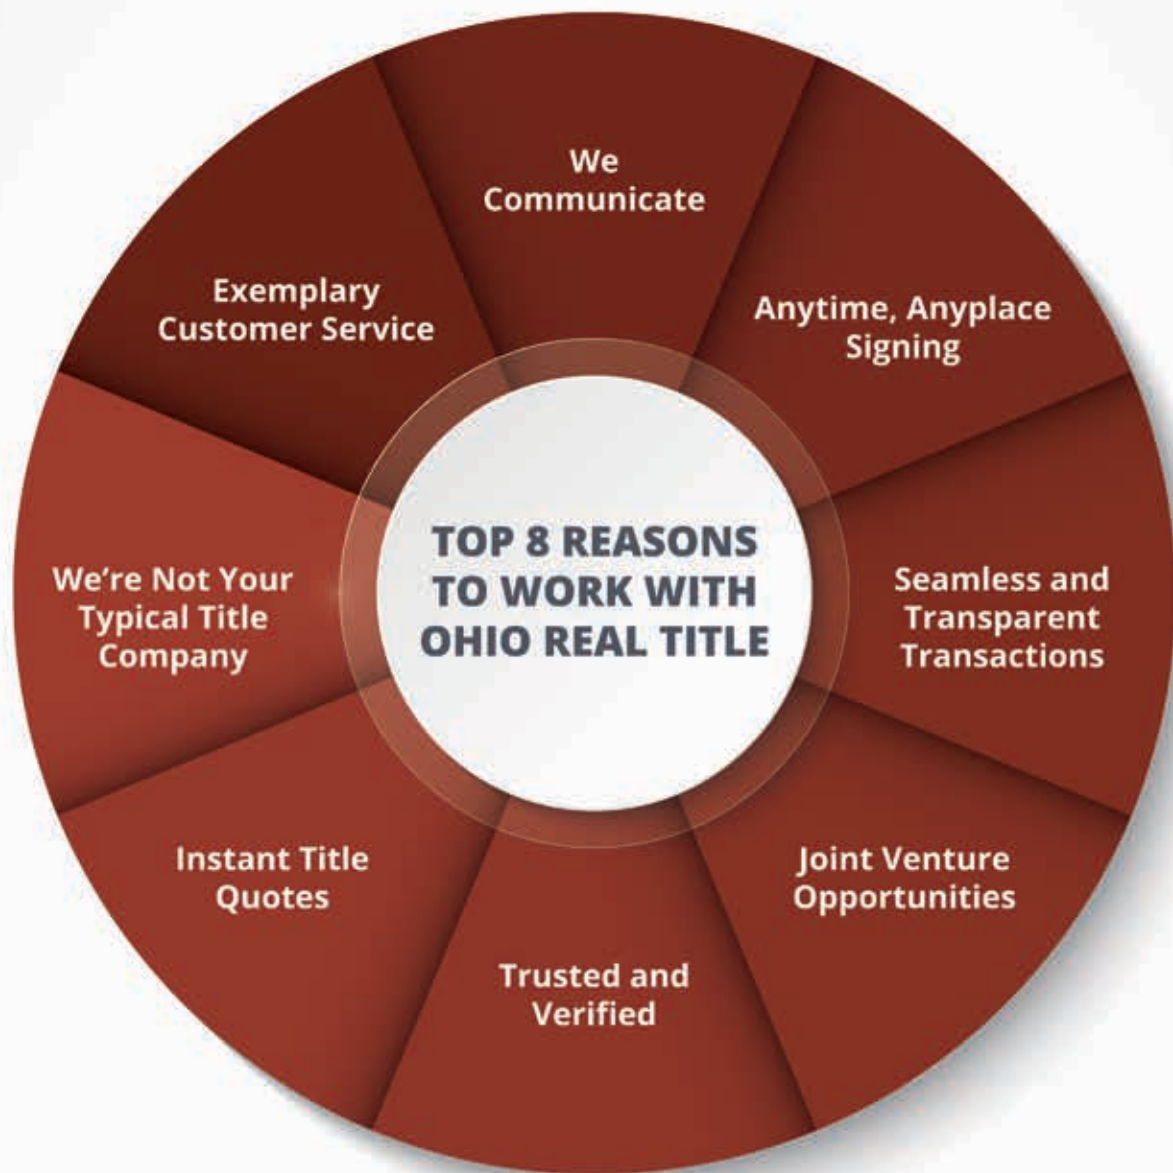 We
Communicate
Anytime, Anyplace
Signing
Seamless and
Transparent
Transactions
Joint Venture
Opportunities
Trusted and
Verified
Instant Title
Quotes
We’re Not Your
Typical Title
Company
Exemplary
Customer Service
TOP 8 REASONS
TO WORK WITH
OHIO REAL TITLE